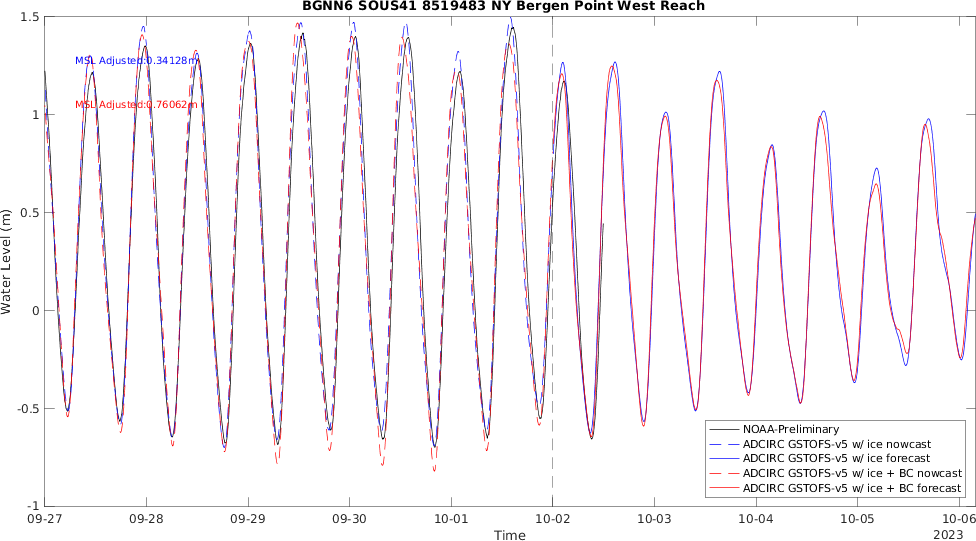 BGNN6 SOUS41 8519483 NY Bergen Point West Reach
1.5
MSL Adjusted:0.34128m
MSL Adjusted:0.76062m
1
0.5
Water Level (m)
0
-0.5
-1
NOAA-Preliminary
ADCIRC GSTOFS-v5 w/ ice nowcast
ADCIRC GSTOFS-v5 w/ ice forecast
ADCIRC GSTOFS-v5 w/ ice + BC nowcast
ADCIRC GSTOFS-v5 w/ ice + BC forecast
09-27 09-28 09-29 09-30 10-01 10-02 10-03 10-04 10-05 10-06
Time
2023